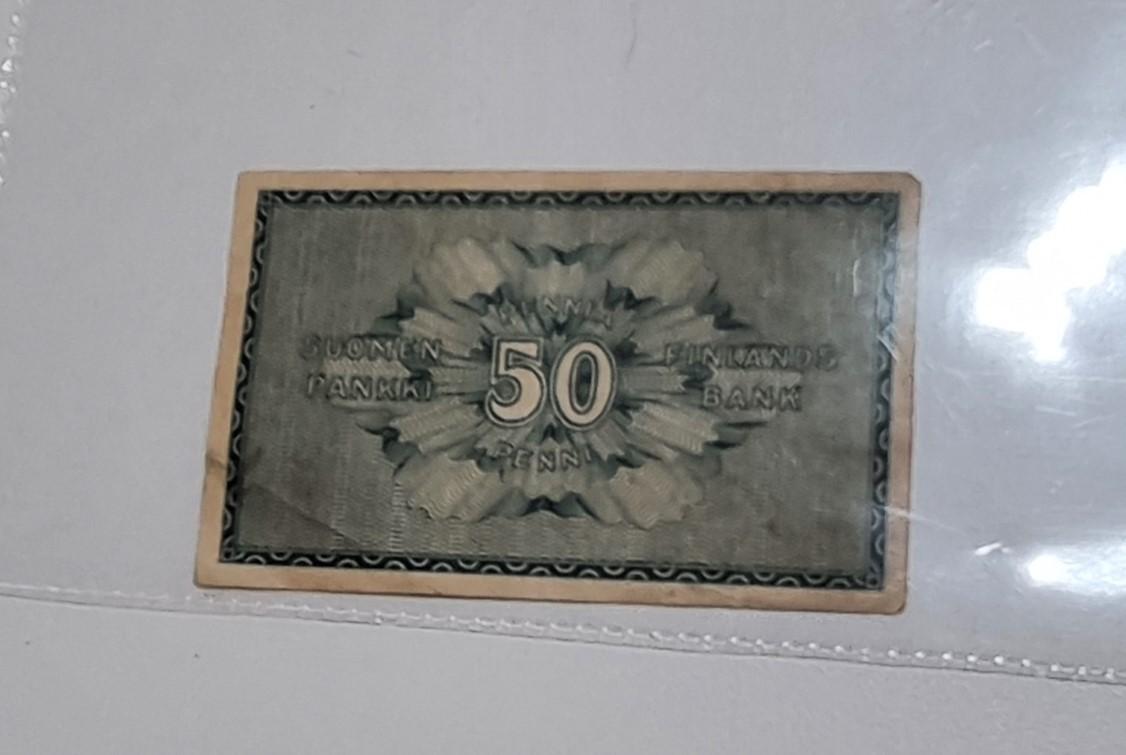 PENNIÄ
SUOMEN
PANKKI
50
FINLANDS
BANK
PENNI